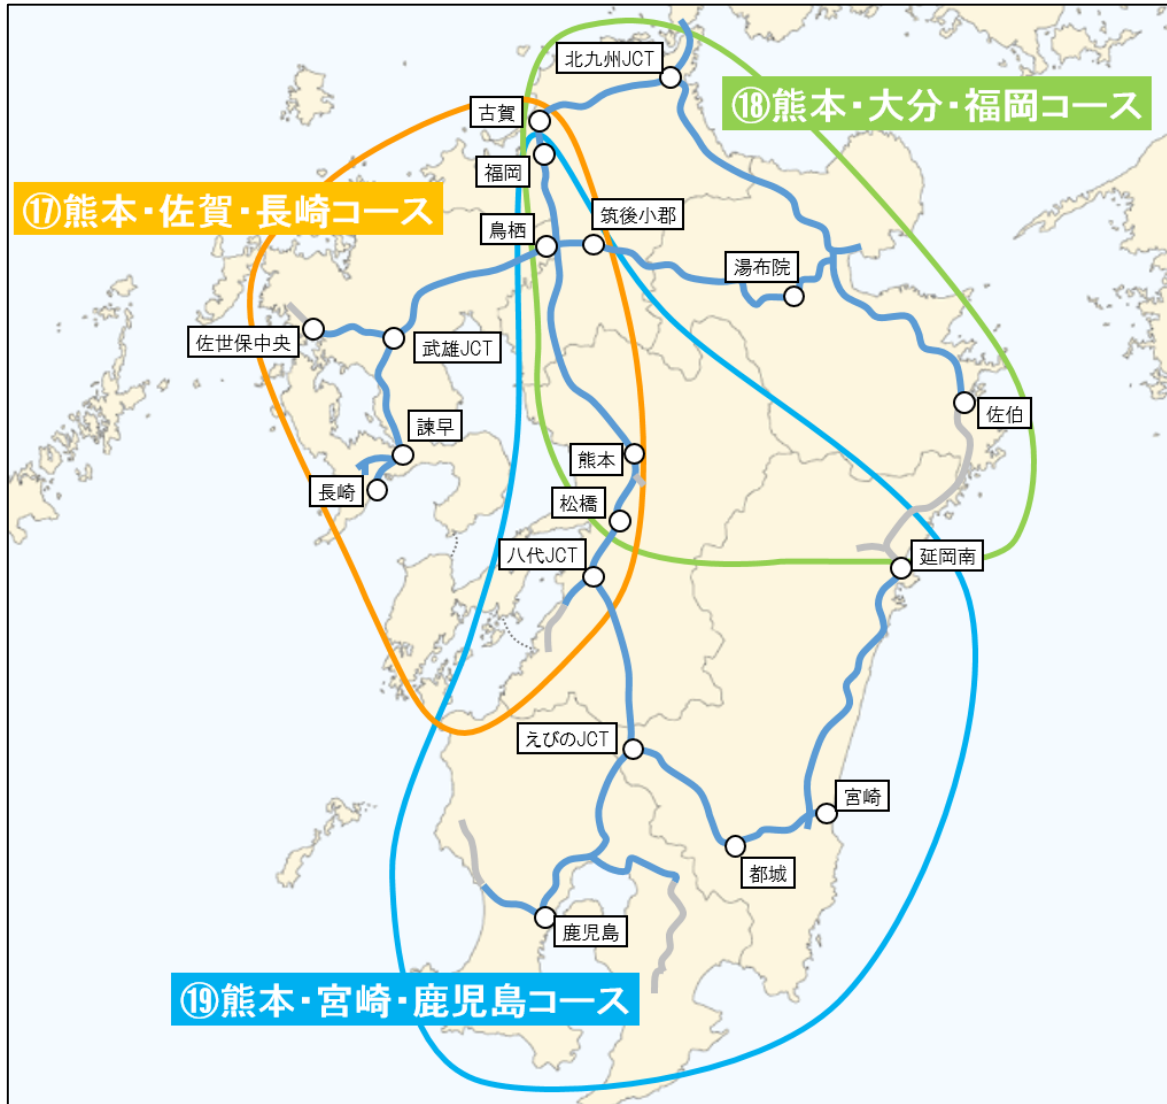 北九州JCT
⑱熊本・大分・福岡コース
古賀
福岡
⑰熊本・佐賀・長崎コース
筑後小郡
鳥栖
湯布院
佐世保中央
武雄JCT
佐伯
諫早
熊本
長崎
松橋
八代JCT
延岡南
えびのJCT
宮崎
都城
鹿児島
⑲熊本・宮崎・鹿児島コース